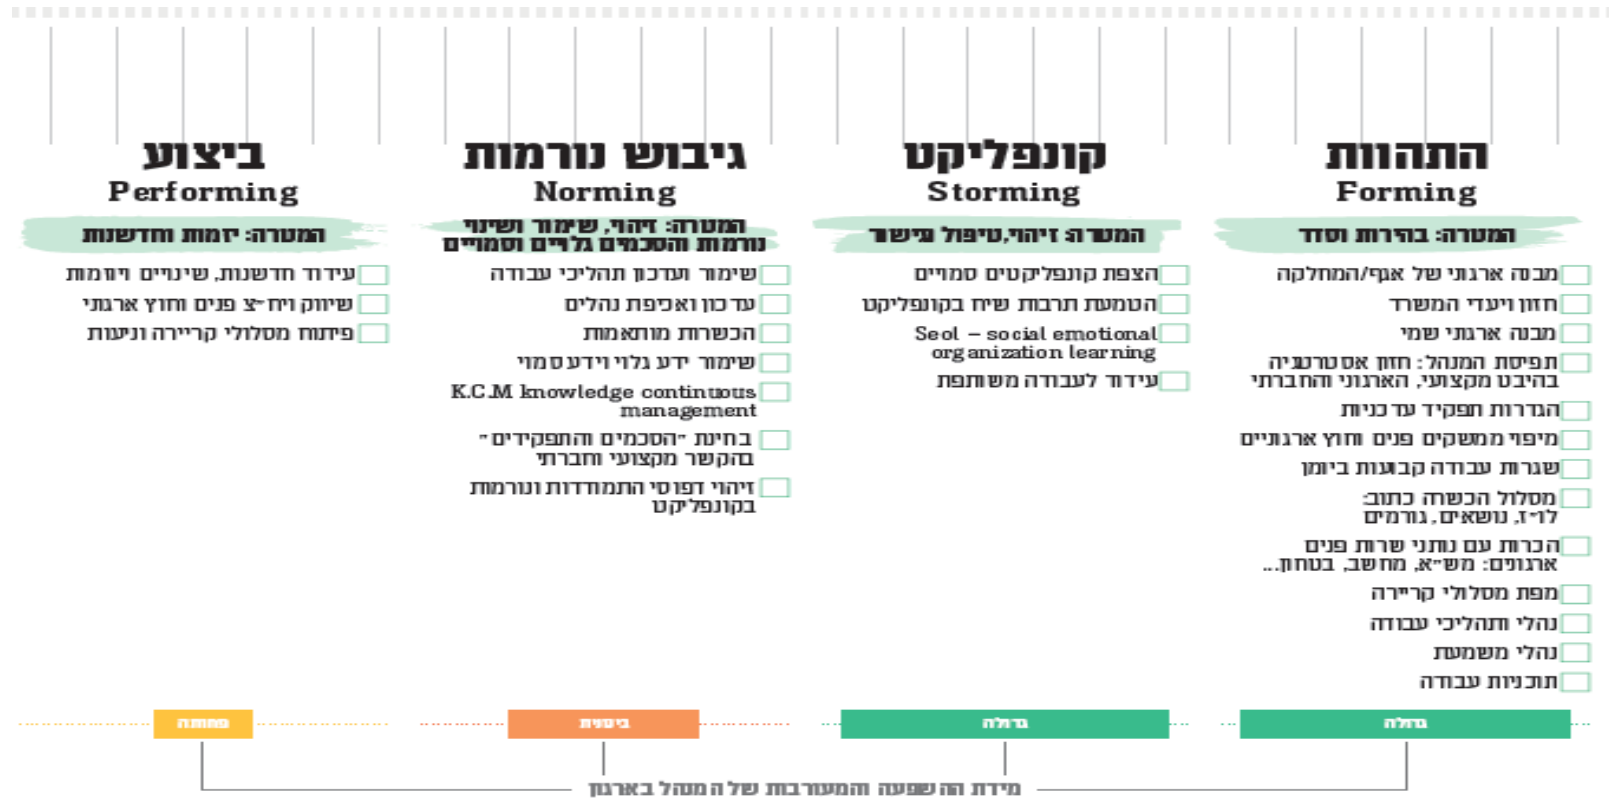 התהוות
Forming
המטרה: בהירות וסדר
מבנה ארגוני של אגף/המחלקה
חזון ויעדי המשרד
מבנה ארגוני שמי
תפיסת המנהל: חזון אסטרטגיה
בהיבט מקצועי, הארגוני והחברתי
הגדרות תפקיד עדכניות
מיפוי ממשקים פנים וחוץ ארגוניים
שגרות עבודה קבועות ביומן
מסלול הכשרה כתוב:
לו״ז, נושאים, גורמים
הכרות עם נותני שרות פנים
ארגונים: מש״א, מחשב, בטחון...
מפת מסלולי קריירה
נהלי ותהליכי עבודה
נהלי משמעת
תוכניות עבודה
גדולה
קונפליקט
Storming
המטרה: זיהוי,טיפול וגישור
הצפת קונפליקטים סמויים
הטמעת תרבות שיח בקונפליקט
Seol – social emotional
organization learning
עידוד לעבודה משותפת
גדולה
גיבוש נורמות
Norming
המטרה: זיהוי, שימור ושינוי
נורמות והסכמים גלויים וסמויים
שימור ועדכון תהליכי עבודה
עדכון ואכיפת נהלים
הכשרות מותאמות
שימור ידע גלוי וידע סמוי
K.C.M knowledge continuous
management
בחינת ״הסכמים והתפקידים״
בהקשר מקצועי וחברתי
זיהוי דפוסי התמודדות ונורמות
בקונפליקט
בינונית
ביצוע
Performing
המטרה: יזמות וחדשנות
עידוד חדשנות, שינויים ויוזמות
שיווק ויח״צ פנים וחוץ ארגוני
פיתוח מסלולי קריירה וניעות
פחותה
מידת ההשפעה והמעורבות של המנהל בארגון